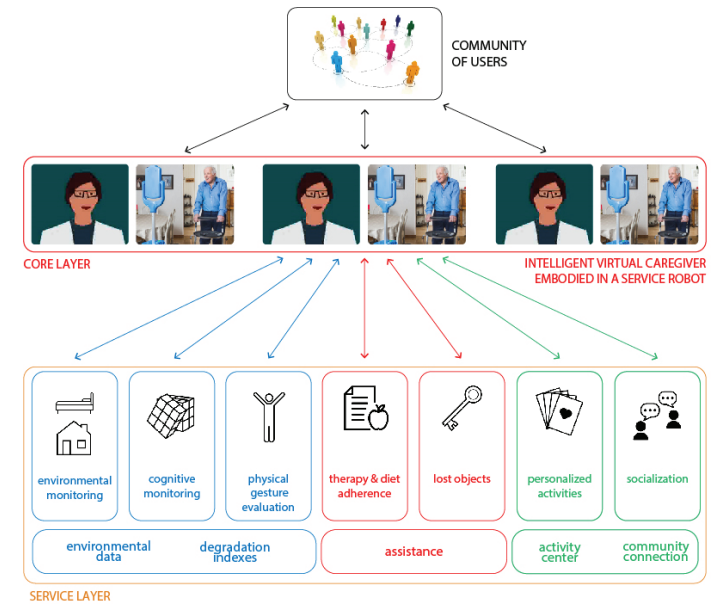 COMMUNITY
OF USERS
CORE LAYER
INTELLIGENT VIRTUAL CAREGIVER
EMBODIED IN A SERVICE ROBOT
environmental
monitoring
cognitive
monitoring
physical
gesture
evaluation
therapy & diet
adherence
lost objects
personalized
activities
socialization
environmental
data
degradation
indexes
assistance
activity
center
community
connection
SERVICE LAYER